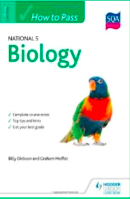 How to Pass
SQA
NATIONAL 5
Biology
✓ Complete course notes
✓ Top tips and hints
✓ Get your best grade
Billy Dickson and Graham Moffat
HODDER
GIBSON